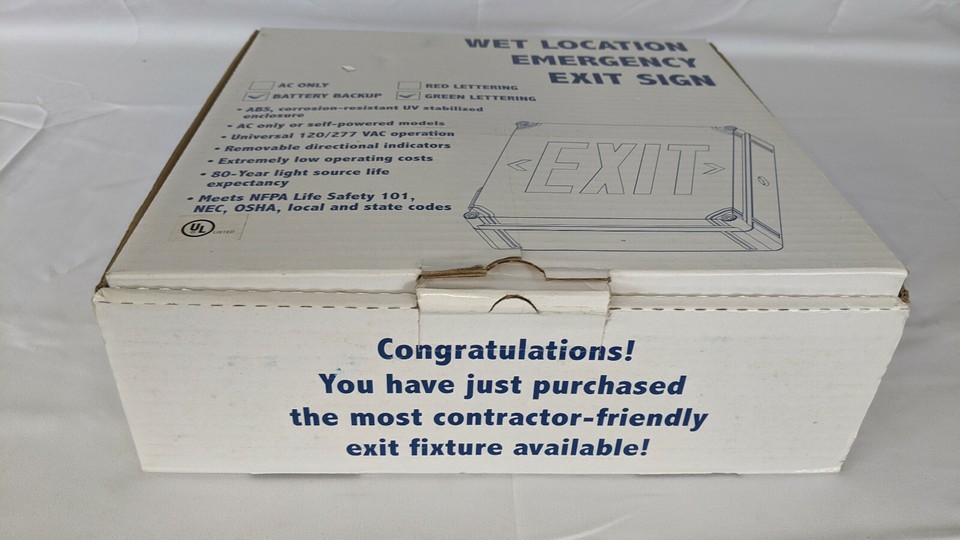 WET LOCATION
EMERGENCY
EXIT SIGN
AC ONLY
RED LETTERING
BATTERY BACKUP
GREEN LETTERING
• ABS, corrosion-resistant UV stabilized
enclosure
• AC only or self-powered models
• Universal 120/277 VAC operation
• Removable directional indicators
• Extremely low operating costs
• 80-Year light source life
expectancy
• Meets NFPA Life Safety 101,
NEC, OSHA, local and state codes
UL LISTED
EXIT
Congratulations!
You have just purchased
the most contractor-friendly
exit fixture available!